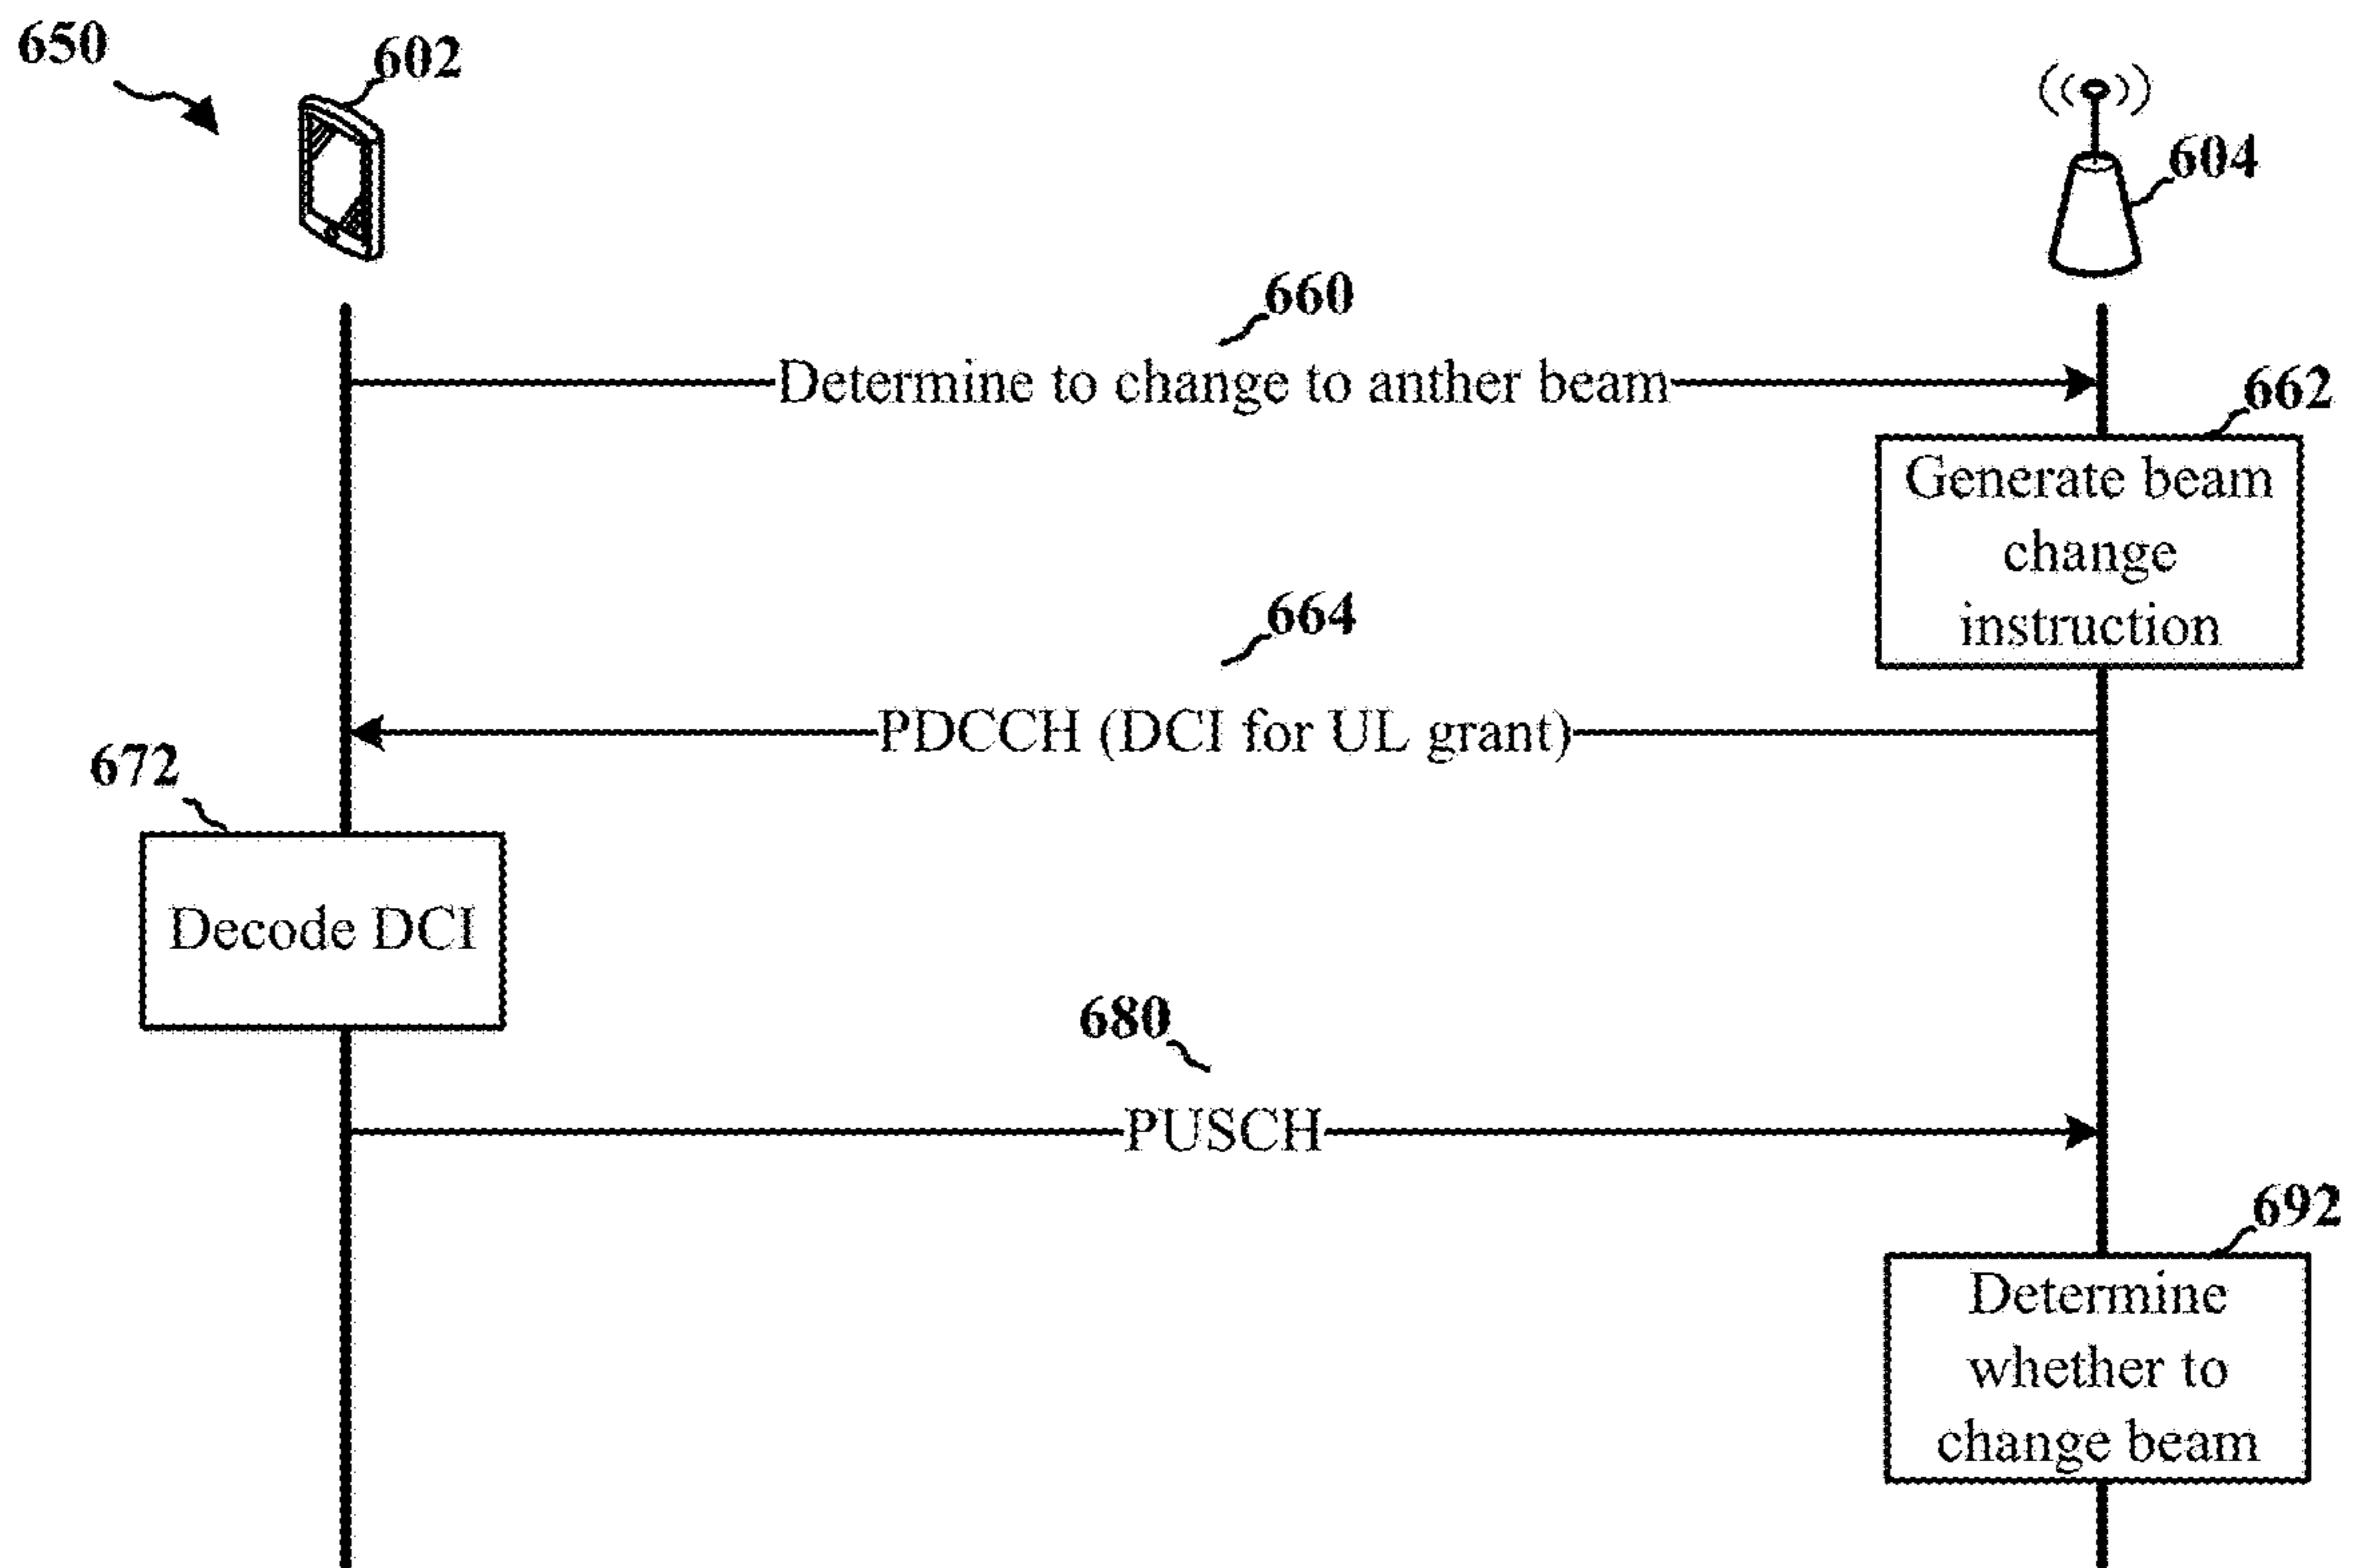 650
602
604
660
Determine to change to anther beam
662
Generate beam
change
instruction
664
PDCCH (DCI for UL grant)
672
Decode DCI
680
PUSCH
692
Determine
whether to
change beam